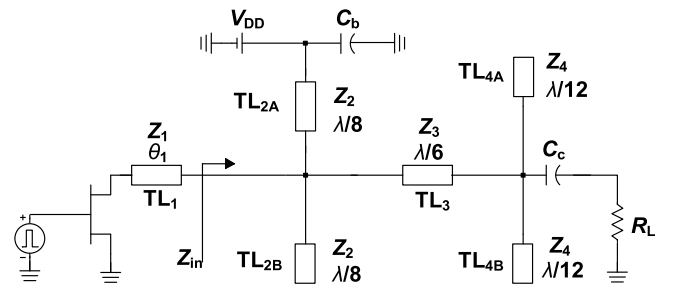 V_DD
C_b
TL_2A
Z_2
λ/8
TL_4A
Z_4
λ/12
Z_1
θ_1
TL_1
Z_3
λ/6
TL_3
C_c
Z_in
TL_2B
Z_2
λ/8
TL_4B
Z_4
λ/12
R_L
+
-